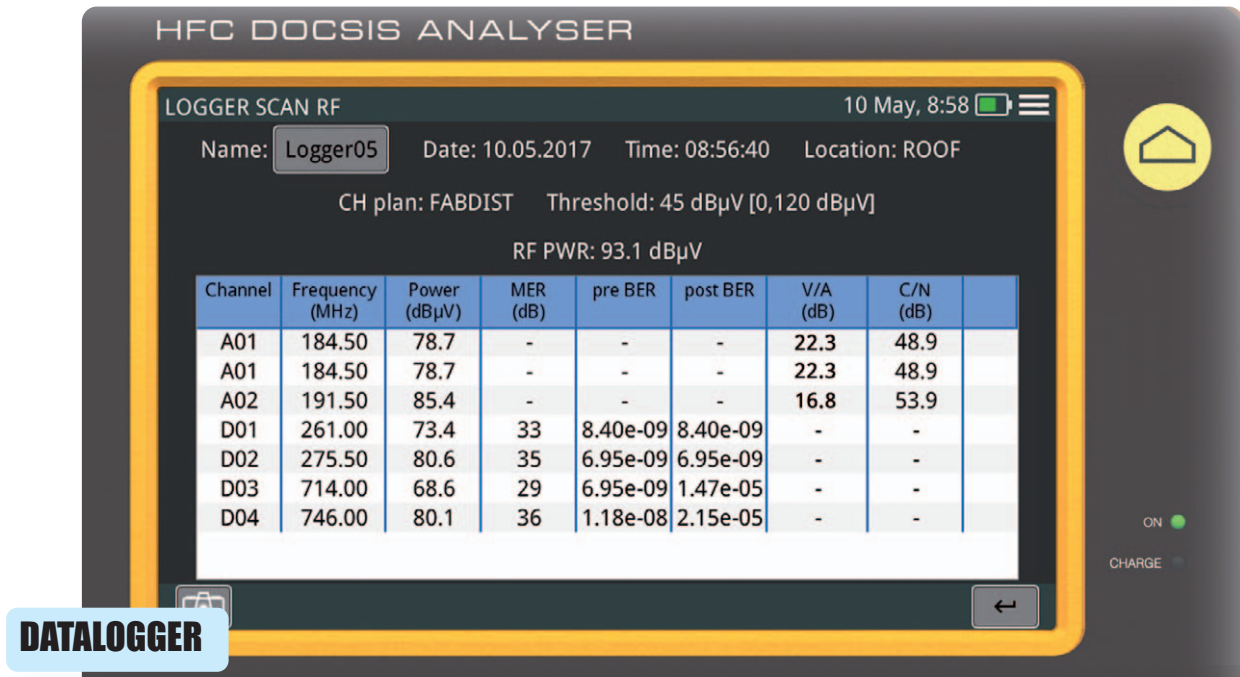 HFC DOCSIS ANALYSER
LOGGER SCAN RF 10 May, 8:58
Name: Logger05 Date: 10.05.2017 Time: 08:56:40 Location: ROOF
CH plan: FABDIST Threshold: 45 dBµV [0,120 dBµV]
RF PWR: 93.1 dBµV
Channel Frequency (MHz) Power (dBµV) MER (dB) pre BER post BER V/A (dB) C/N (dB)
A01 184.50 78.7 - - - 22.3 48.9
A01 184.50 78.7 - - - 22.3 48.9
A02 191.50 85.4 - - - 16.8 53.9
D01 261.00 73.4 33 8.40e-09 8.40e-09 - -
D02 275.50 80.6 35 6.95e-09 6.95e-09 - -
D03 714.00 68.6 29 6.95e-09 1.47e-05 - -
D04 746.00 80.1 36 1.18e-08 2.15e-05 - -
ON
CHARGE
DATALOGGER